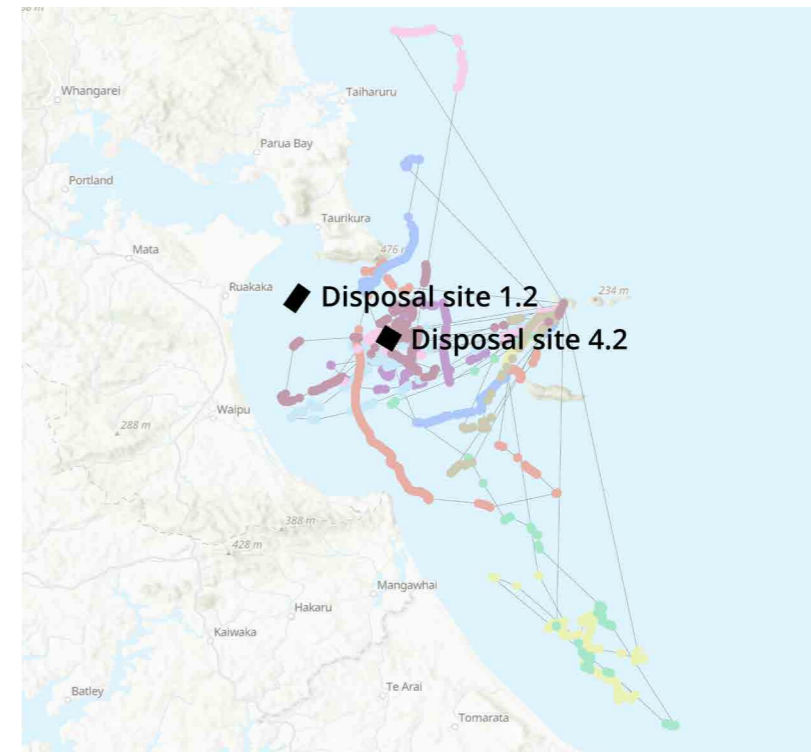 Whangarei
Taiharuru
Parua Bay
Portland
Taurikura
Mata
476 m
Ruakaka
234 m
Disposal site 1.2
Disposal site 4.2
Waipu
288 m
388 m
428 m
Mangawhai
Hakaru
Kaiwaka
Te Arai
Batley
Tomarata